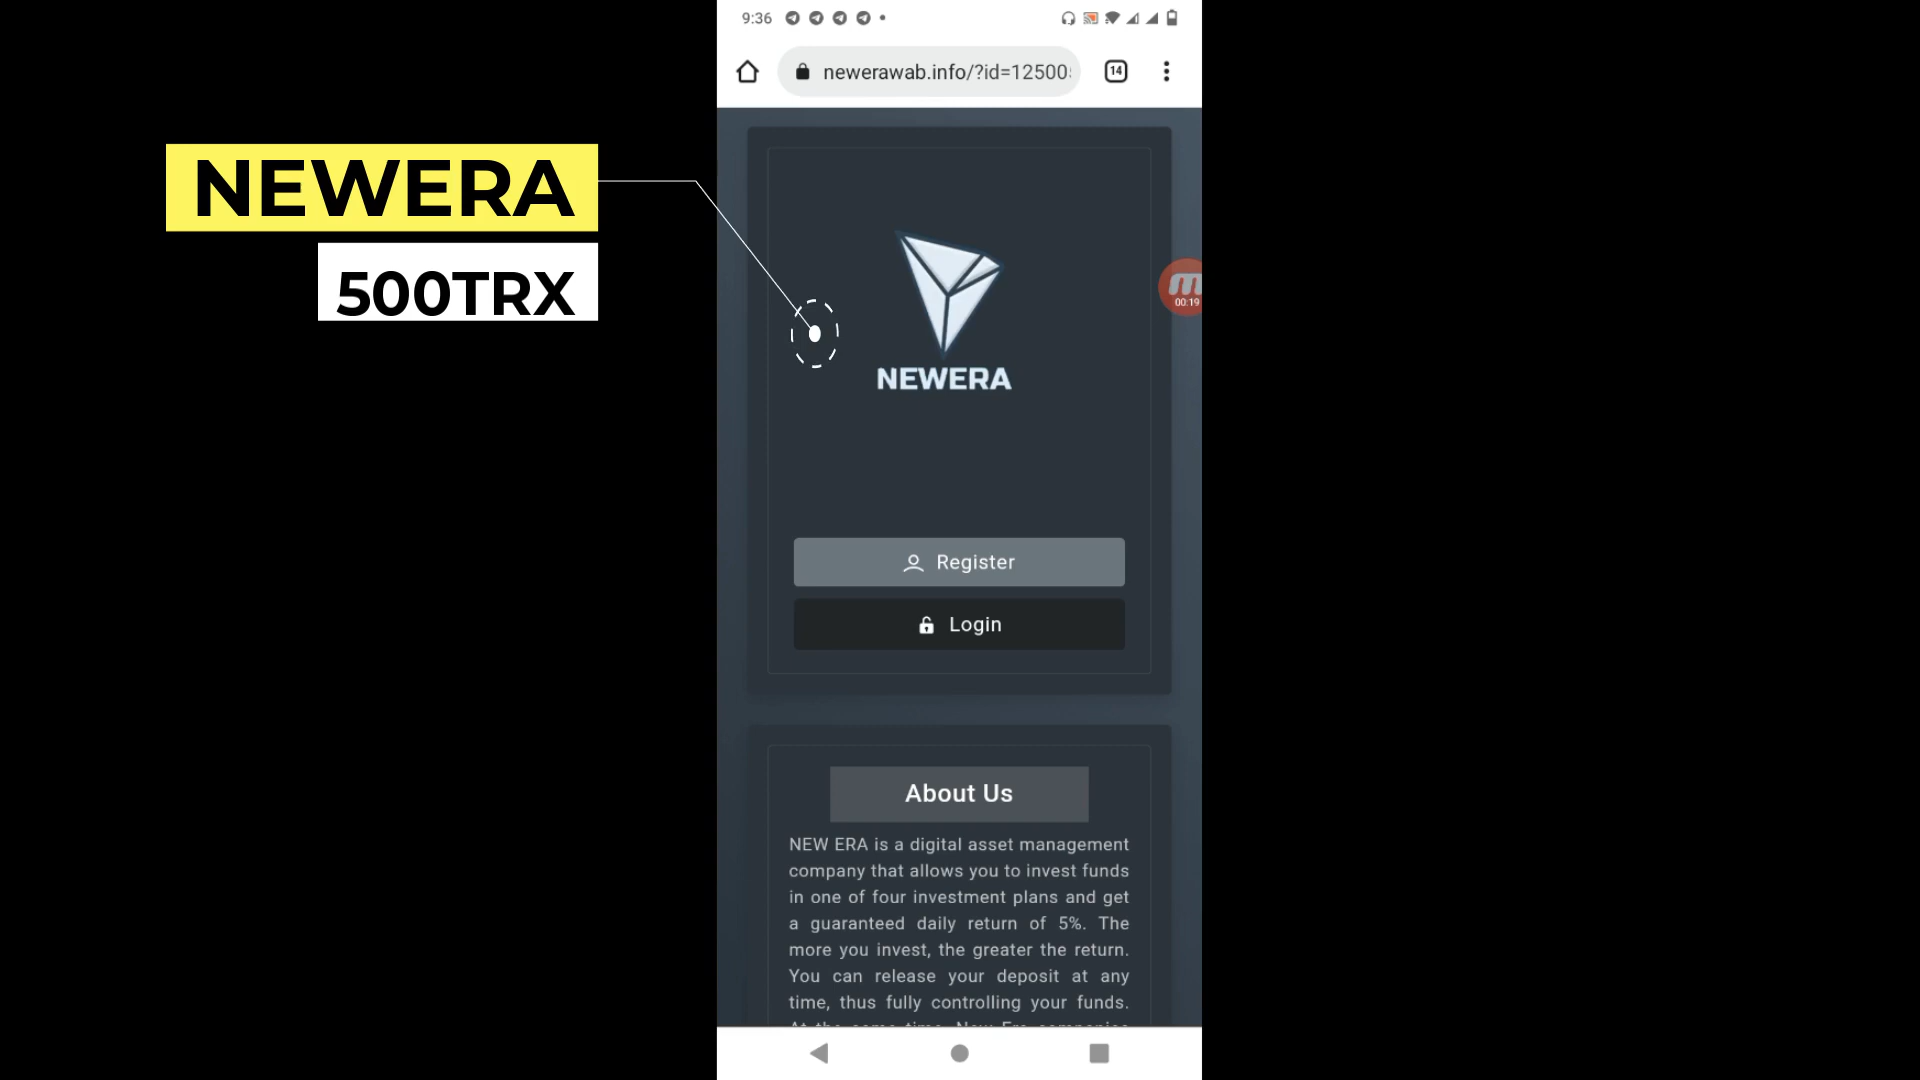 9:36
newerawab.info/?id=12500
14
NEWERA
500TRX
00:19
NEWERA
Register
Login
About Us
NEW ERA is a digital asset management
company that allows you to invest funds
in one of four investment plans and get
a guaranteed daily return of 5%. The
more you invest, the greater the return.
You can release your deposit at any
time, thus fully controlling your funds.